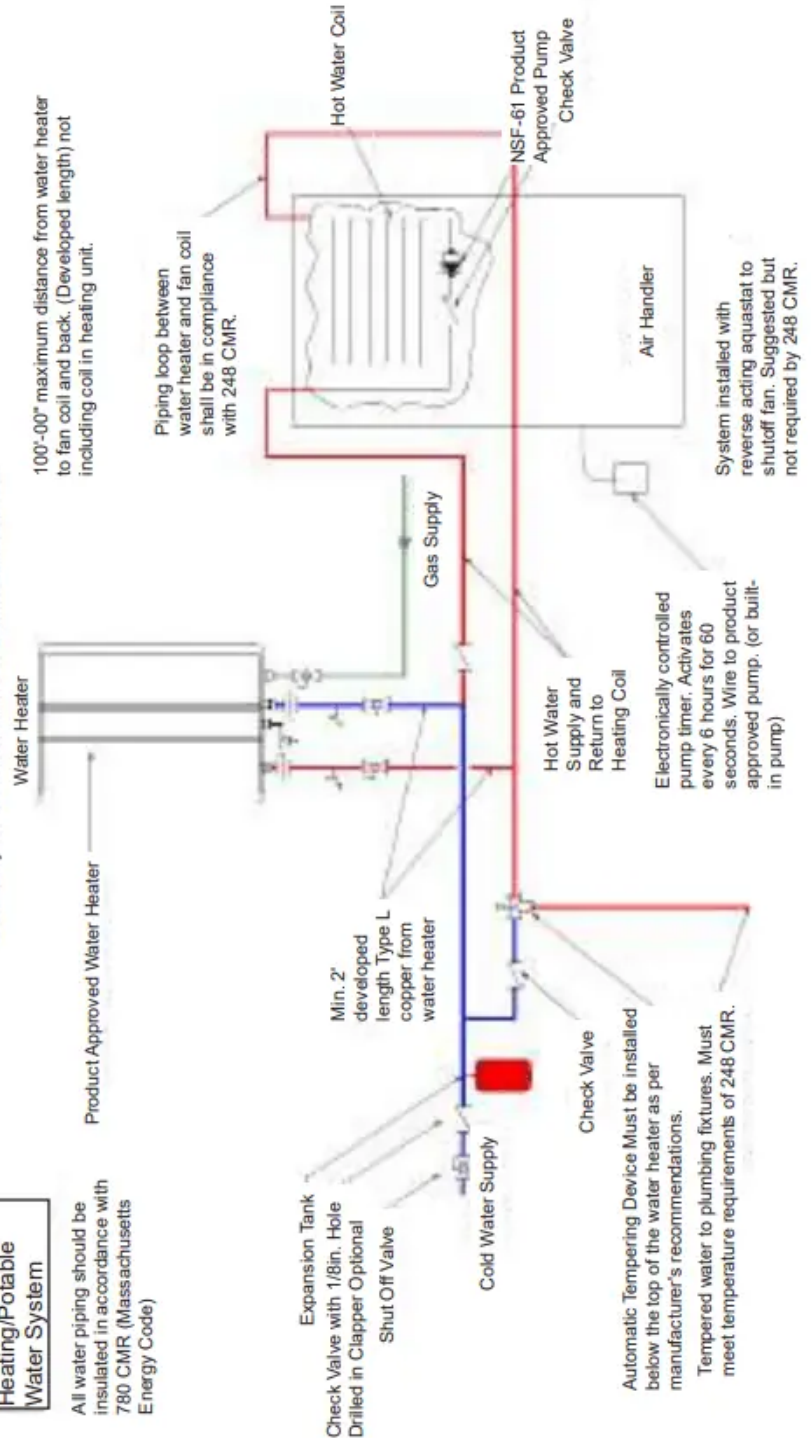 Heating/Potable
Water System
All water piping should be
insulated in accordance with
780 CMR (Massachusetts
Energy Code)
Product Approved Water Heater
Water Heater
100'-00" maximum distance from water heater
to fan coil and back. (Developed length) not
including coil in heating unit.
Piping loop between
water heater and fan coil
shall be in compliance
with 248 CMR.
Hot Water Coil
Gas Supply
NSF-61 Product
Approved Pump
Check Valve
Min. 2'
developed
length Type L
copper from
water heater
Expansion Tank
Check Valve with 1/8in. Hole
Drilled in Clapper Optional
Shut Off Valve
Cold Water Supply
Check Valve
Hot Water
Supply and
Return to
Heating Coil
Air Handler
Automatic Tempering Device Must be installed
below the top of the water heater as per
manufacturer's recommendations.
Tempered water to plumbing fixtures. Must
meet temperature requirements of 248 CMR.
Electronically controlled
pump timer. Activates
every 6 hours for 60
seconds. Wire to product
approved pump. (or built-
in pump)
System installed with
reverse acting aquastat to
shutoff fan. Suggested but
not required by 248 CMR.